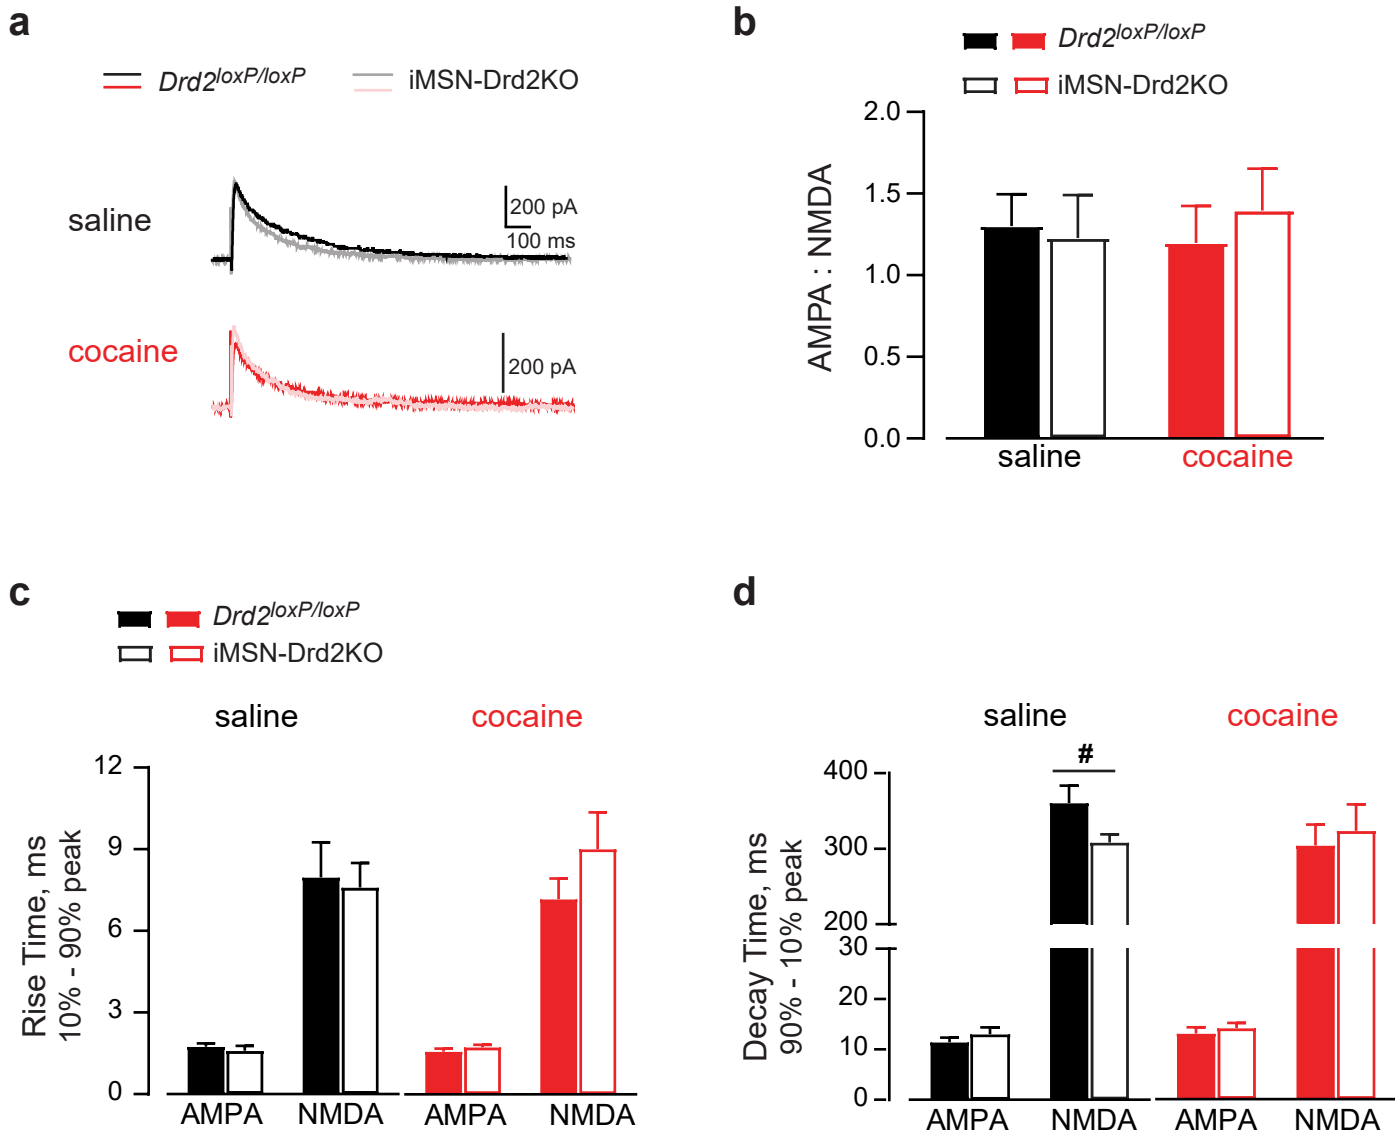 a
Drd2loxP/loxP
iMSN-Drd2KO
saline
200 pA
100 ms
cocaine
200 pA
b
Drd2loxP/loxP
iMSN-Drd2KO
AMPA : NMDA
2.0
1.5
1.0
0.5
0.0
saline
cocaine
c
Drd2loxP/loxP
iMSN-Drd2KO
saline
cocaine
Rise Time, ms
10% - 90% peak
12
9
6
3
0
AMPA
NMDA
AMPA
NMDA
d
saline
cocaine
#
Decay Time, ms
90% - 10% peak
400
300
200
30
20
10
0
AMPA
NMDA
AMPA
NMDA